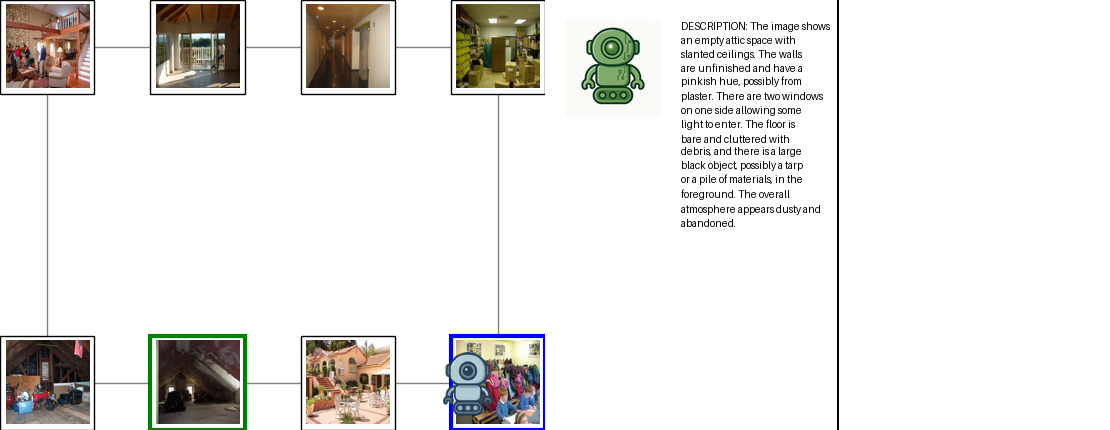 DESCRIPTION: The image shows
an empty attic space with
slanted ceilings. The walls
are unfinished and have a
pinkish hue, possibly from
plaster. There are two windows
on one side allowing some
light to enter. The floor is
bare and cluttered with
debris, and there is a large
black object, possibly a tarp
or a pile of materials, in the
foreground. The overall
atmosphere appears dusty and
abandoned.